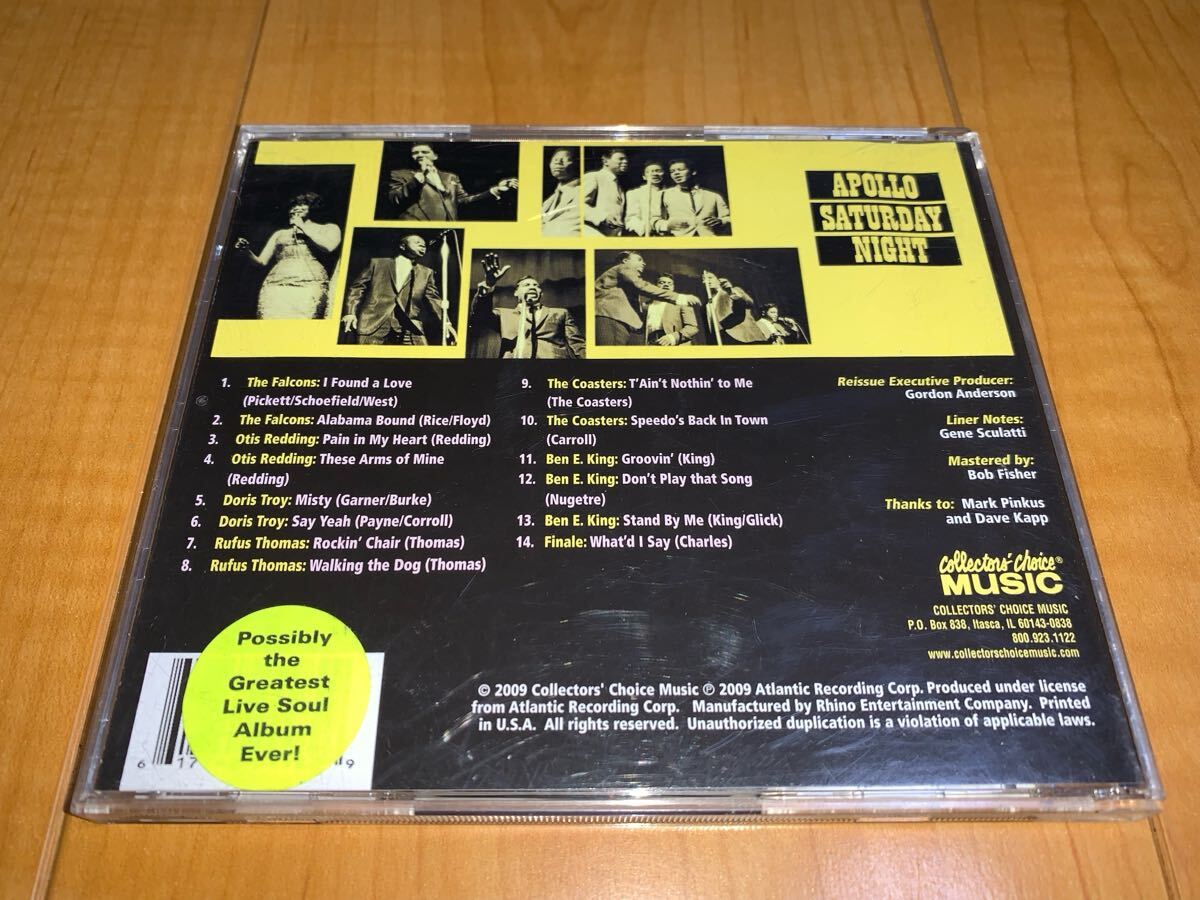 APOLLO
SATURDAY
NIGHT
1. The Falcons: I Found a Love
(Pickett/Schoefield/West)
2. The Falcons: Alabama Bound (Rice/Floyd)
3. Otis Redding: Pain in My Heart (Redding)
4. Otis Redding: These Arms of Mine
(Redding)
5. Doris Troy: Misty (Garner/Burke)
6. Doris Troy: Say Yeah (Payne/Corroll)
7. Rufus Thomas: Rockin' Chair (Thomas)
8. Rufus Thomas: Walking the Dog (Thomas)
9. The Coasters: T'Ain't Nothin' to Me
(The Coasters)
10. The Coasters: Speedo's Back In Town
(Carroll)
11. Ben E. King: Groovin' (King)
12. Ben E. King: Don't Play that Song
(Nugetre)
13. Ben E. King: Stand By Me (King/Glick)
14. Finale: What'd I Say (Charles)
Reissue Executive Producer:
Gordon Anderson
Liner Notes:
Gene Sculatti
Mastered by:
Bob Fisher
Thanks to: Mark Pinkus
and Dave Kapp
collectors' choice®
MUSIC
COLLECTORS' CHOICE MUSIC
P.O. Box 838, Itasca, IL 60143-0838
800.923.1122
www.collectorschoicemusic.com
Possibly
the
Greatest
Live Soul
Album
Ever!
6 17
9
© 2009 Collectors' Choice Music ℗ 2009 Atlantic Recording Corp. Produced under license
from Atlantic Recording Corp. Manufactured by Rhino Entertainment Company. Printed
in U.S.A. All rights reserved. Unauthorized duplication is a violation of applicable laws.